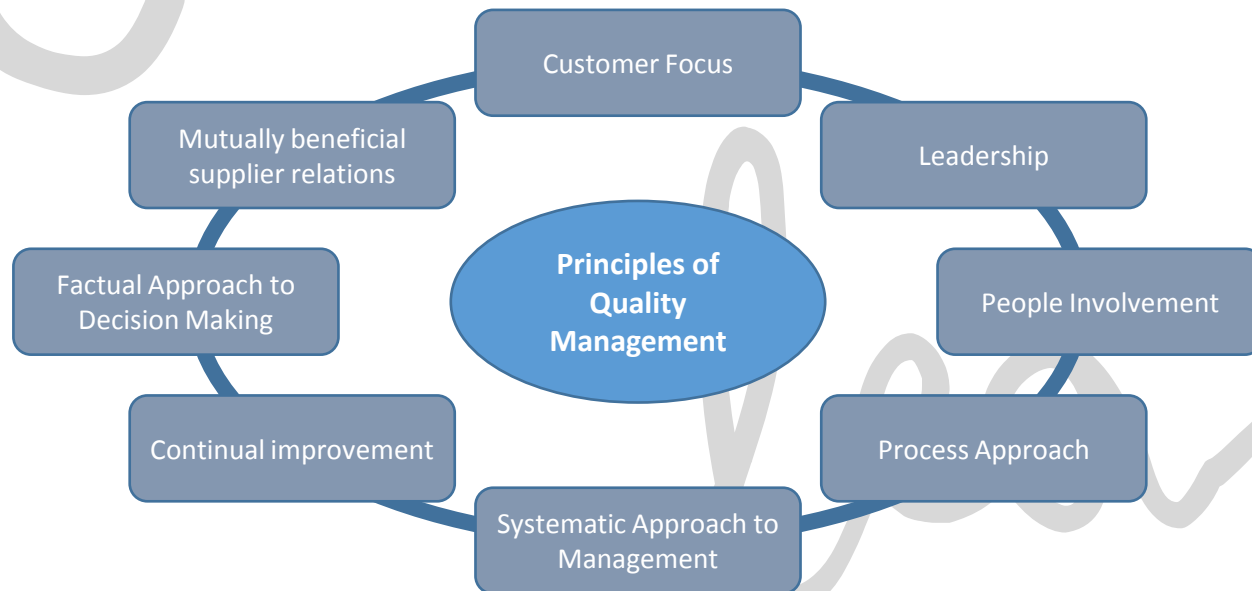 Customer Focus
Leadership
People Involvement
Process Approach
Systematic Approach to
Management
Continual improvement
Factual Approach to
Decision Making
Mutually beneficial
supplier relations
Principles of
Quality
Management